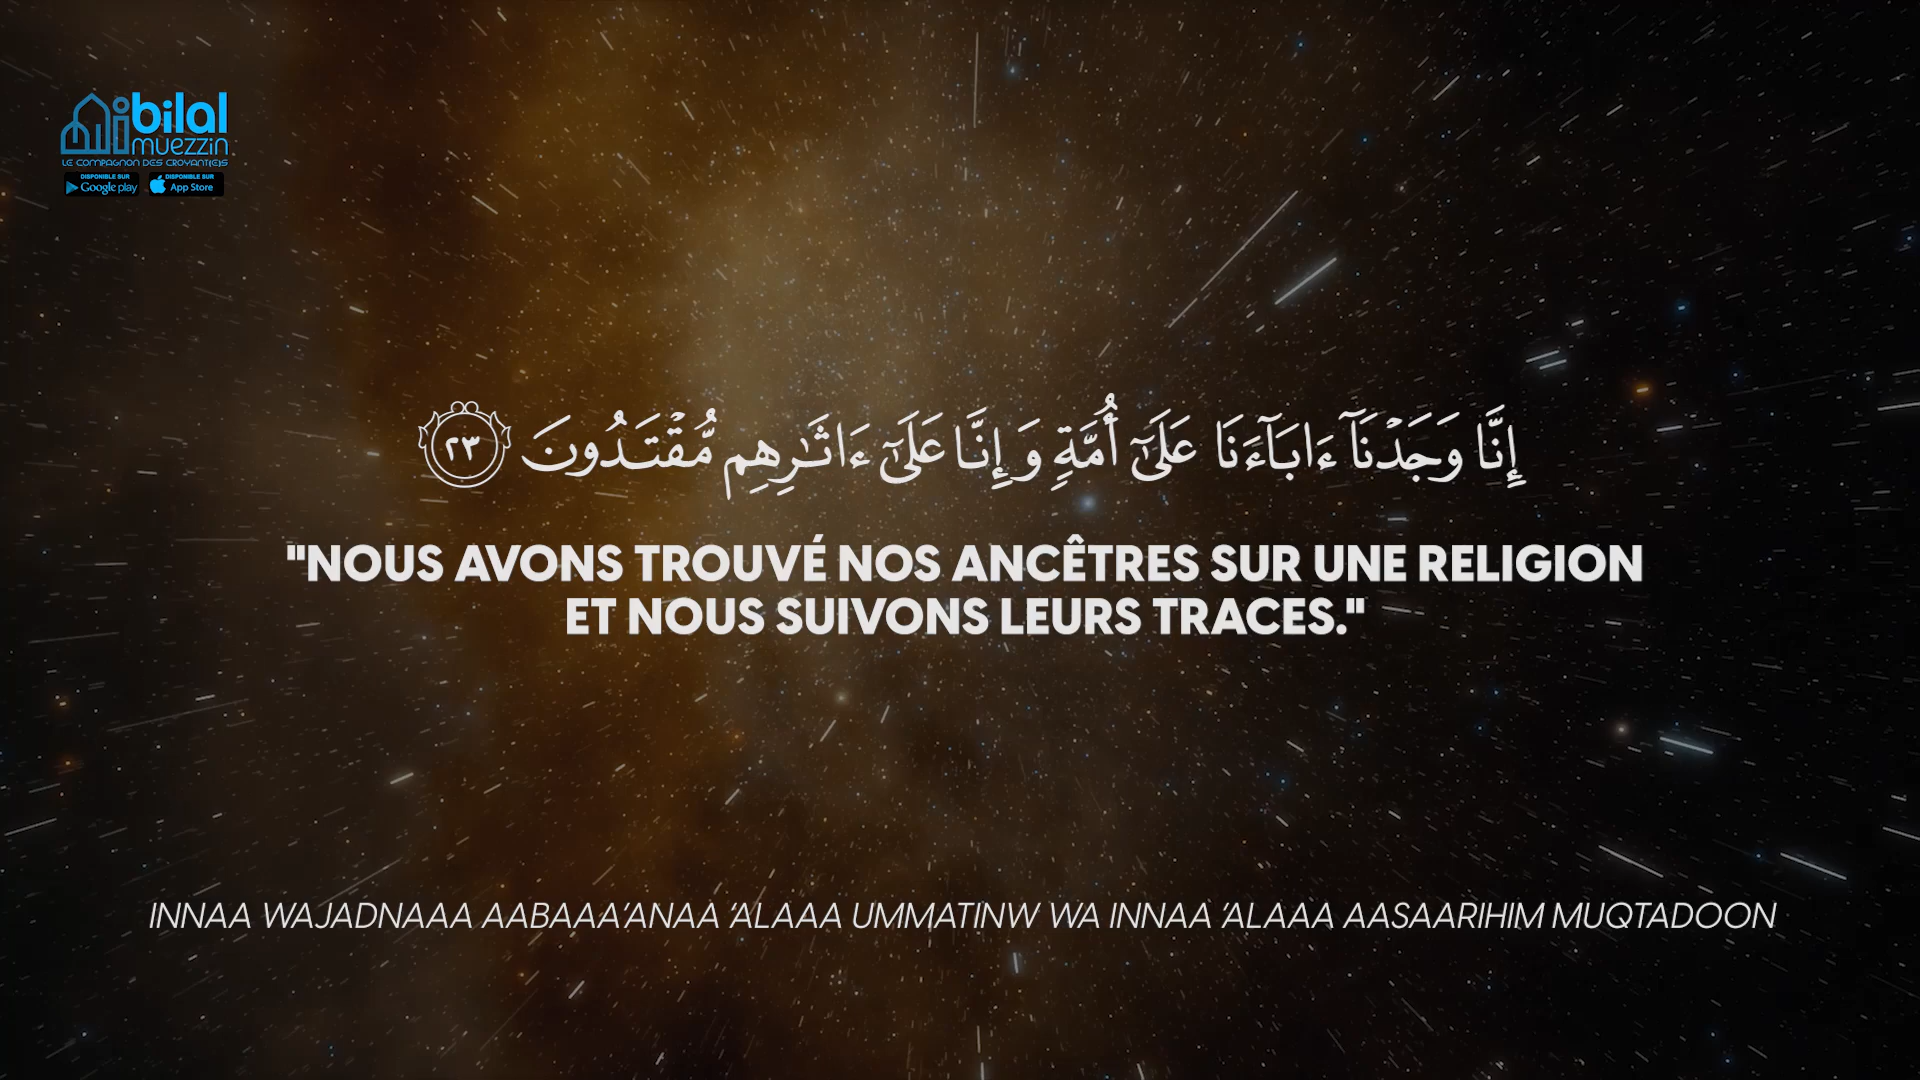 bilal
muezzin
LE COMPAGNON DES CROYANT(E)S
DISPONIBLE SUR
Google play
DISPONIBLE SUR
App Store
إِنَّا وَجَدْنَآ ءَابَآءَنَا عَلَىٰٓ أُمَّةٍ وَإِنَّا عَلَىٰٓ ءَاثَٰرِهِم مُّقْتَدُونَ ٢٣
"NOUS AVONS TROUVÉ NOS ANCÊTRES SUR UNE RELIGION
ET NOUS SUIVONS LEURS TRACES."
INNAA WAJADNAAA AABAAA’ANAA ‘ALAAA UMMATINW WA INNAA ‘ALAAA AASAARIHIM MUQTADOON